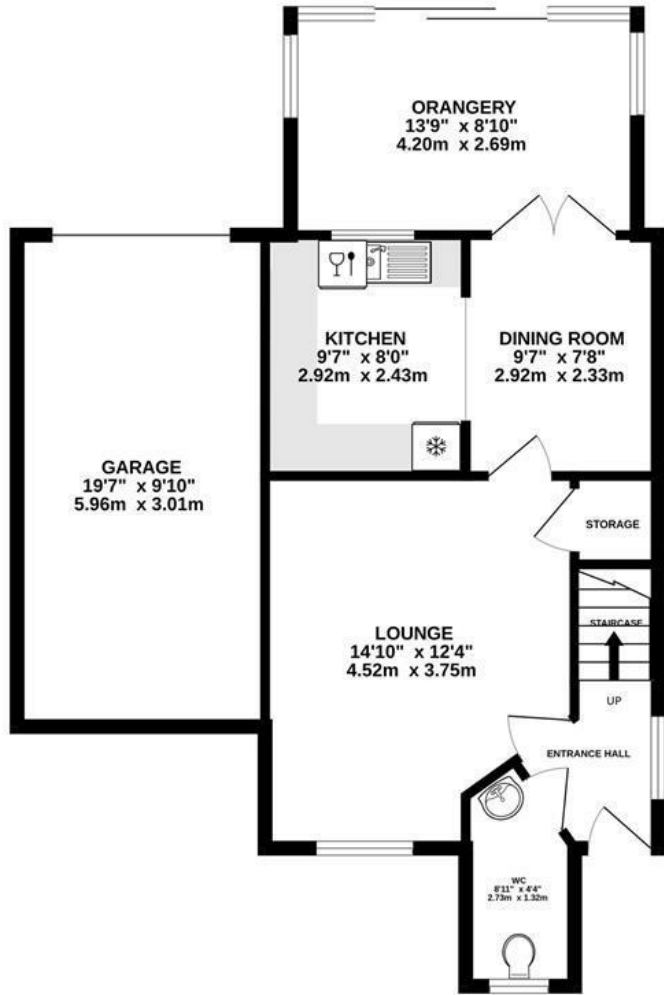 ORANGERY
13'9" x 8'10"
4.20m x 2.69m
KITCHEN
9'7" x 8'0"
2.92m x 2.43m
DINING ROOM
9'7" x 7'8"
2.92m x 2.33m
GARAGE
19'7" x 9'10"
5.96m x 3.01m
STORAGE
LOUNGE
14'10" x 12'4"
4.52m x 3.75m
STAIRCASE
UP
ENTRANCE HALL
WC
8'11" x 4'4"
2.73m x 1.32m